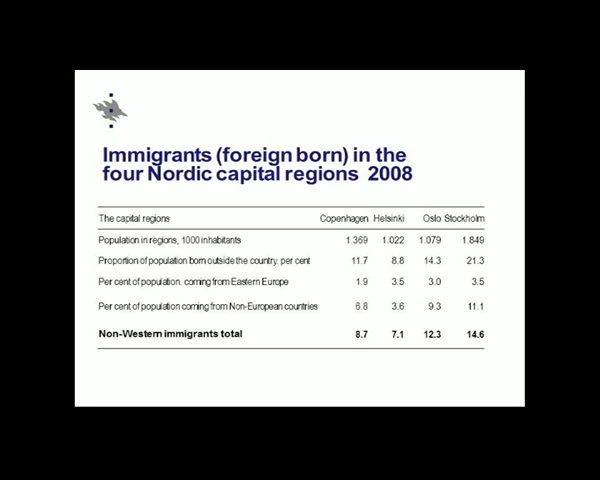 Immigrants (foreign born) in the
four Nordic capital regions 2008
The capital regions Copenhagen Helsinki Oslo Stockholm
Population in regions, 1000 inhabitants 1.369 1.022 1.079 1.849
Proportion of population born outside the country. per cent 11.7 8.8 14.3 21.3
Per cent of population. coming from Eastern Europe 1.9 3.5 3.0 3.5
Per cent of population coming from Non-European countries 6.8 3.6 9.3 11.1
Non-Western immigrants total 8.7 7.1 12.3 14.6